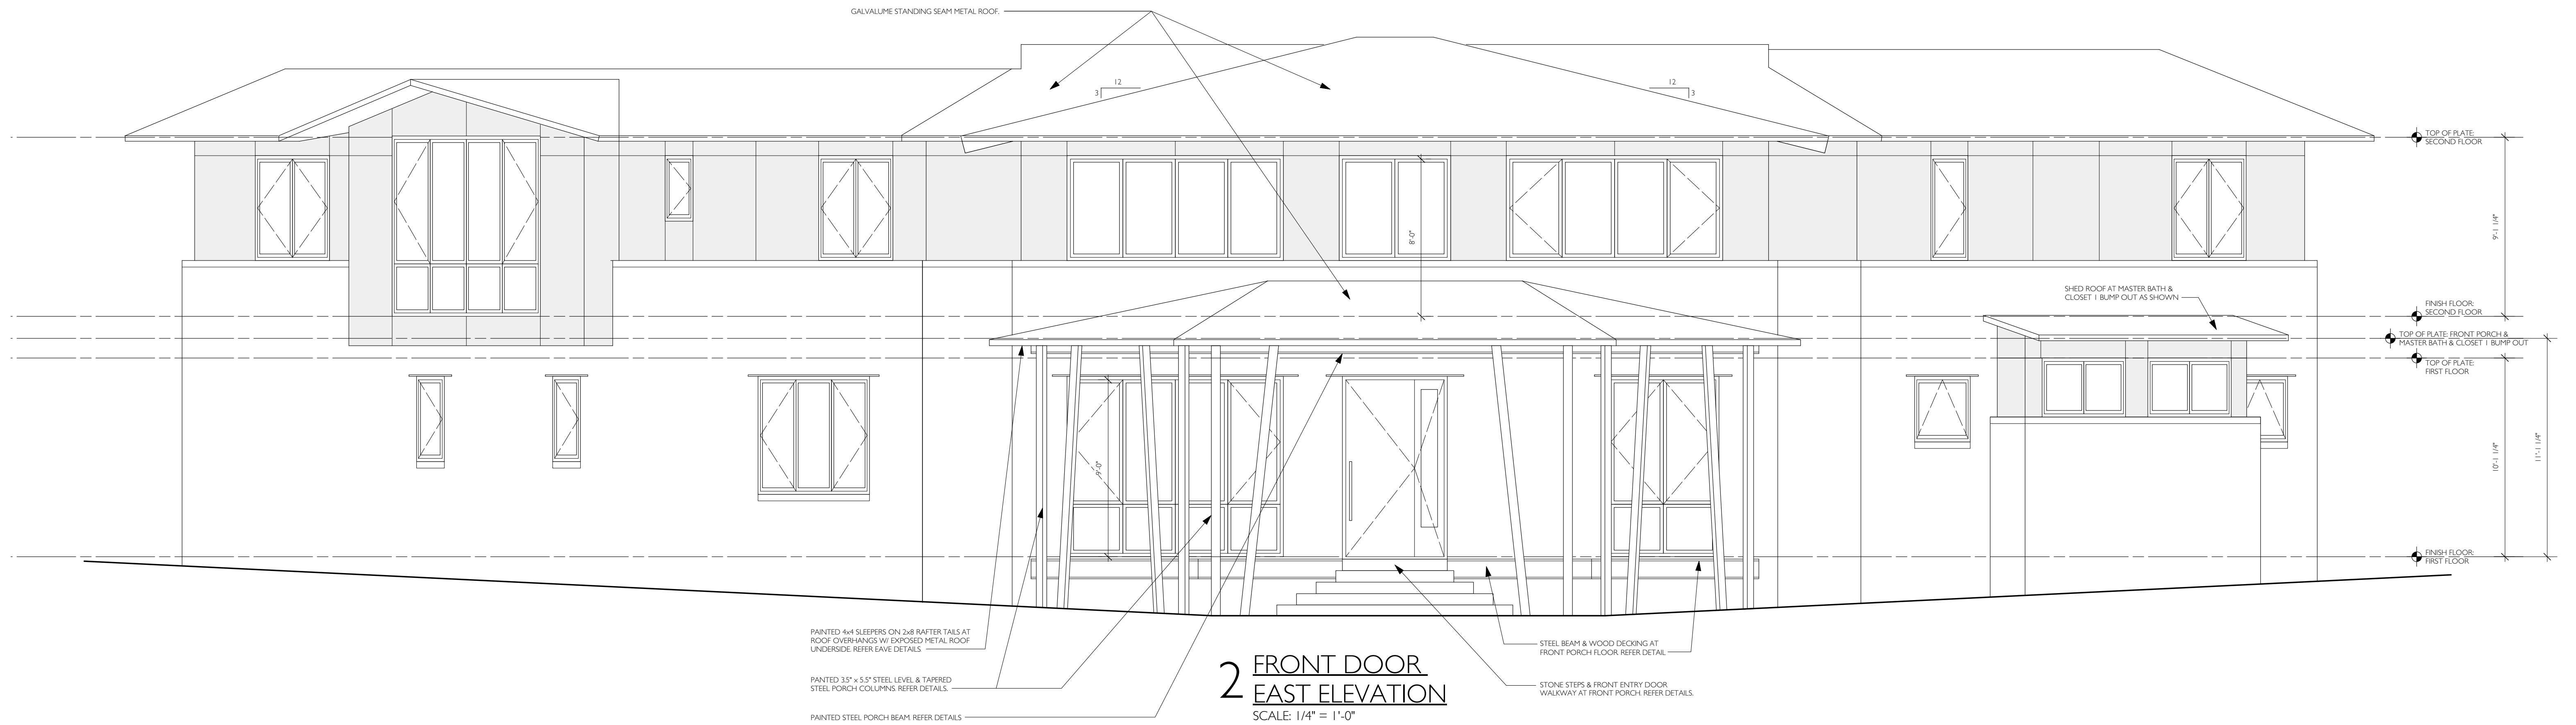 GALVALUME STANDING SEAM METAL ROOF.
12
3
12
3
TOP OF PLATE:
SECOND FLOOR
8'-0"
9'-1 1/4"
SHED ROOF AT MASTER BATH &
CLOSET 1 BUMP OUT AS SHOWN
FINISH FLOOR:
SECOND FLOOR
TOP OF PLATE: FRONT PORCH &
MASTER BATH & CLOSET 1 BUMP OUT
TOP OF PLATE:
FIRST FLOOR
9'-0"
10'-1 1/4"
11'-1 1/4"
FINISH FLOOR:
FIRST FLOOR
PAINTED 4x4 SLEEPERS ON 2x8 RAFTER TAILS AT
ROOF OVERHANGS W/ EXPOSED METAL ROOF
UNDERSIDE. REFER EAVE DETAILS.
PANTED 3.5" x 5.5" STEEL LEVEL & TAPERED
STEEL PORCH COLUMNS. REFER DETAILS.
PAINTED STEEL PORCH BEAM. REFER DETAILS
STEEL BEAM & WOOD DECKING AT
FRONT PORCH FLOOR. REFER DETAIL
STONE STEPS & FRONT ENTRY DOOR
WALKWAY AT FRONT PORCH. REFER DETAILS.
2 FRONT DOOR
EAST ELEVATION
SCALE: 1/4" = 1'-0"